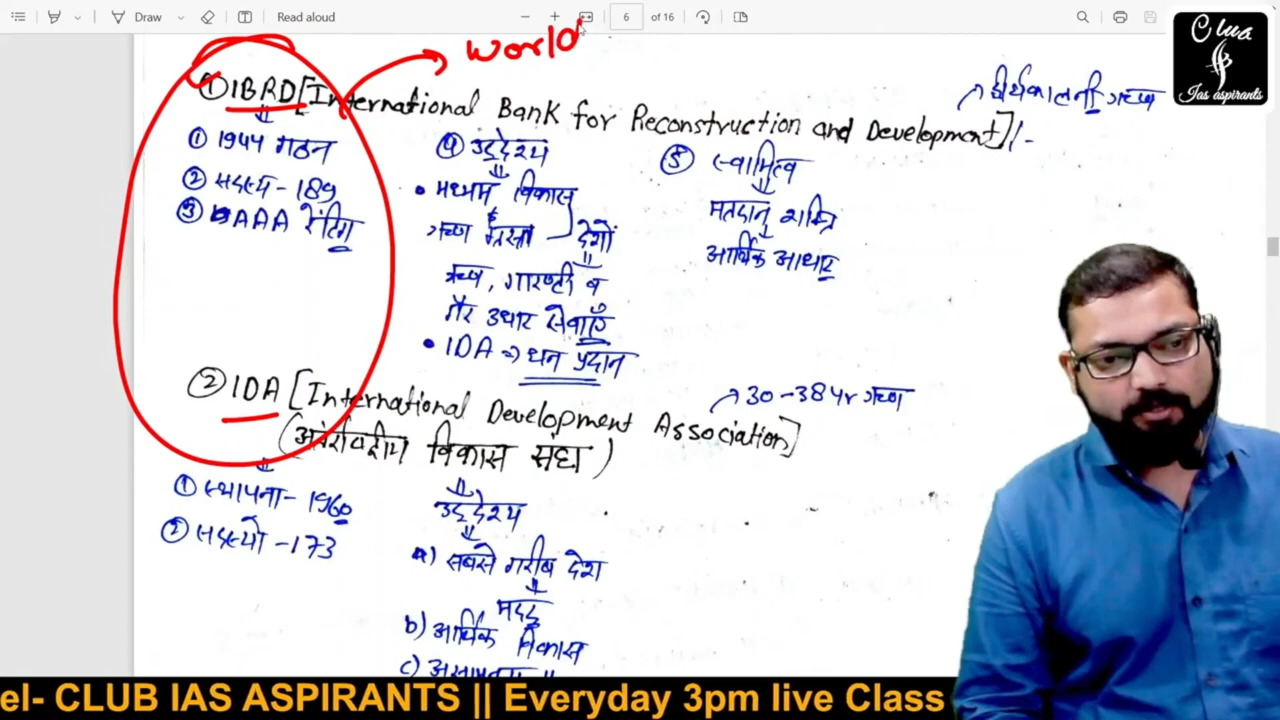 Draw
Read aloud
6 of 16
Clua
Ias aspirants
World
① IBRD [International Bank for Reconstruction and Development]/-
दीर्घकालनी ऋण
① 1944 गठन
② सदस्य - 189
③ AAA रेंटिग
④ उद्देश्य
• मध्यम विकास
ऋण देशों
ऋण, गारण्टी व
गैर उधार सेवाएँ
• IDA ⇒ धन प्रदान
⑤ स्वामित्व
मतदान शक्ति
आर्थिक आधार
② IDA [International Development Association]
30-38 yr ऋण
(अंतर्राष्ट्रीय विकास संघ)
① स्थापना - 1960
② सदस्यो - 173
उद्देश्य
a) सबसे गरीब देश
मदद
b) आर्थिक विकास
c)
el- CLUB IAS ASPIRANTS || Everyday 3pm live Class